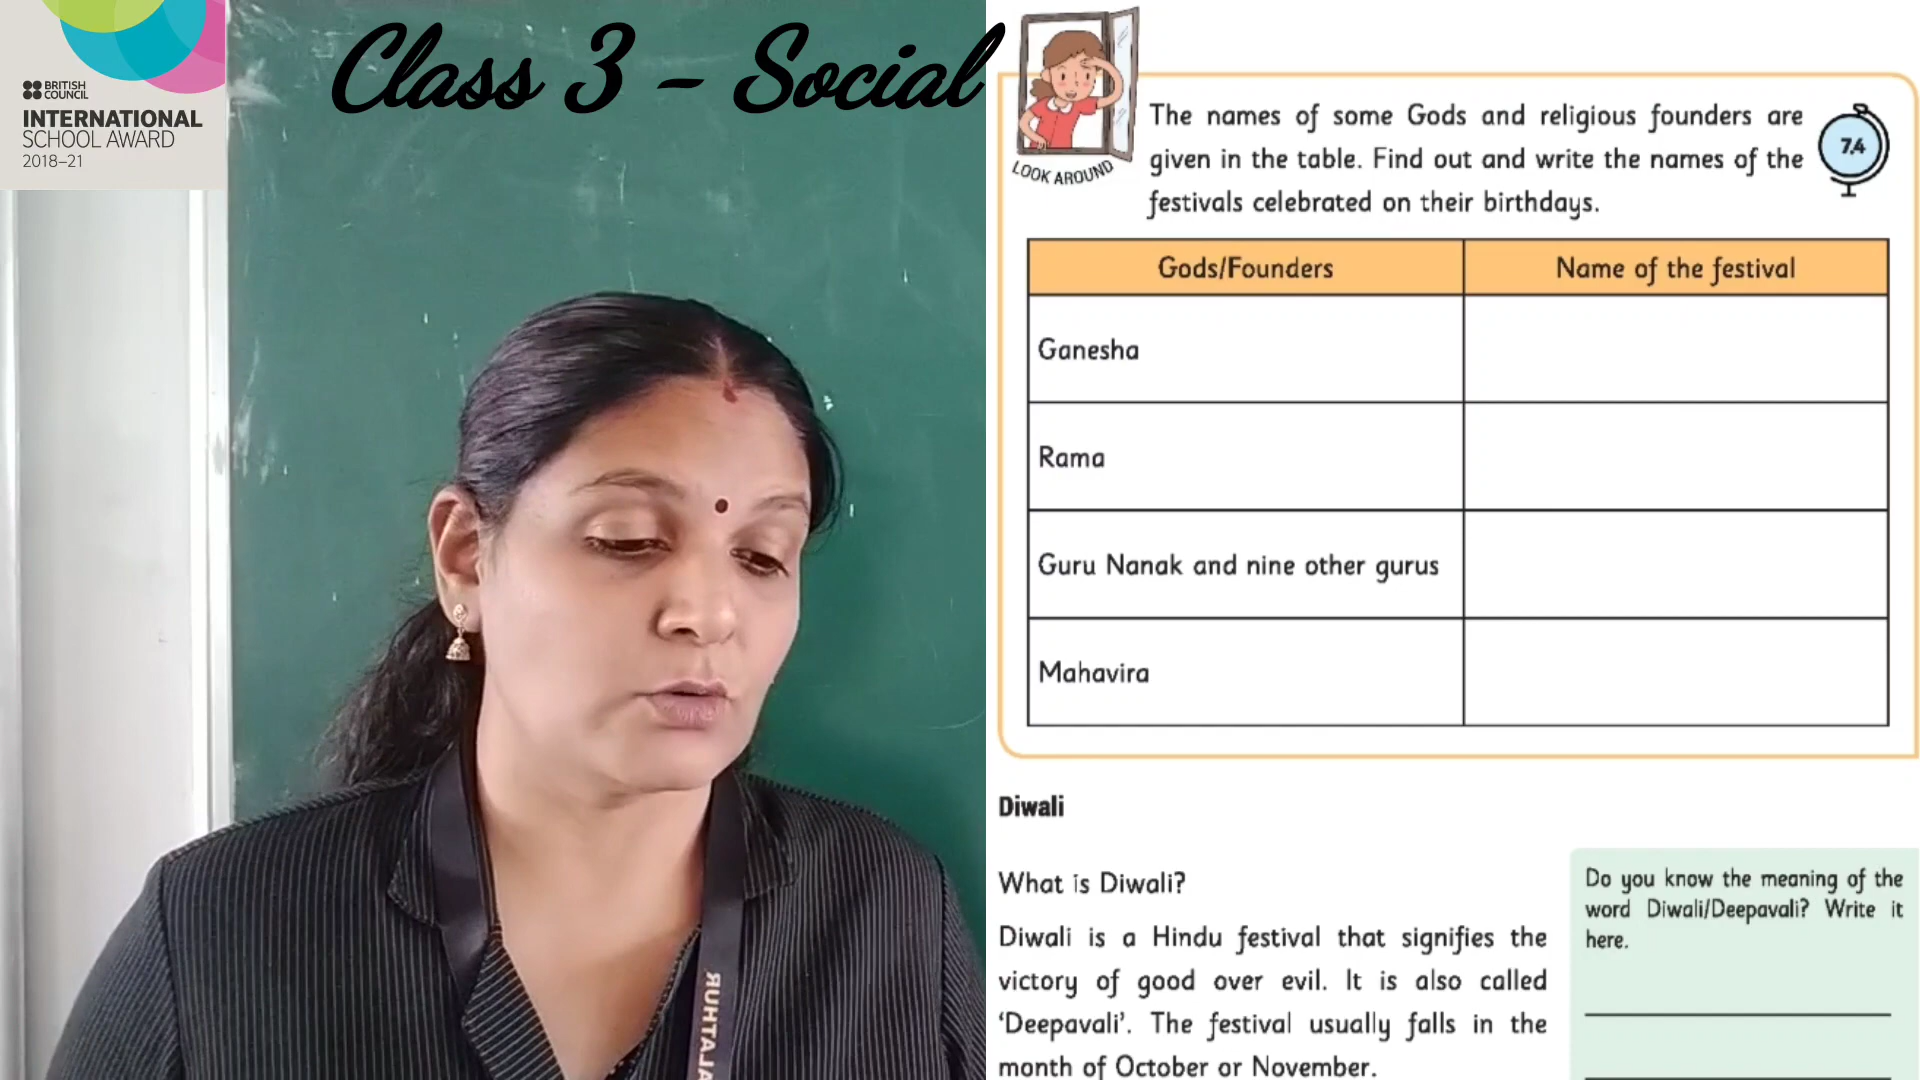 BRITISH
COUNCIL
INTERNATIONAL
SCHOOL AWARD
2018–21
Class 3 - Social
LOOK AROUND
The names of some Gods and religious founders are
given in the table. Find out and write the names of the
festivals celebrated on their birthdays.
7.4
Gods/Founders
Name of the festival
Ganesha
Rama
Guru Nanak and nine other gurus
Mahavira
Diwali
What is Diwali?
Diwali is a Hindu festival that signifies the
victory of good over evil. It is also called
‘Deepavali’. The festival usually falls in the
month of October or November.
Do you know the meaning of the
word Diwali/Deepavali? Write it
here.